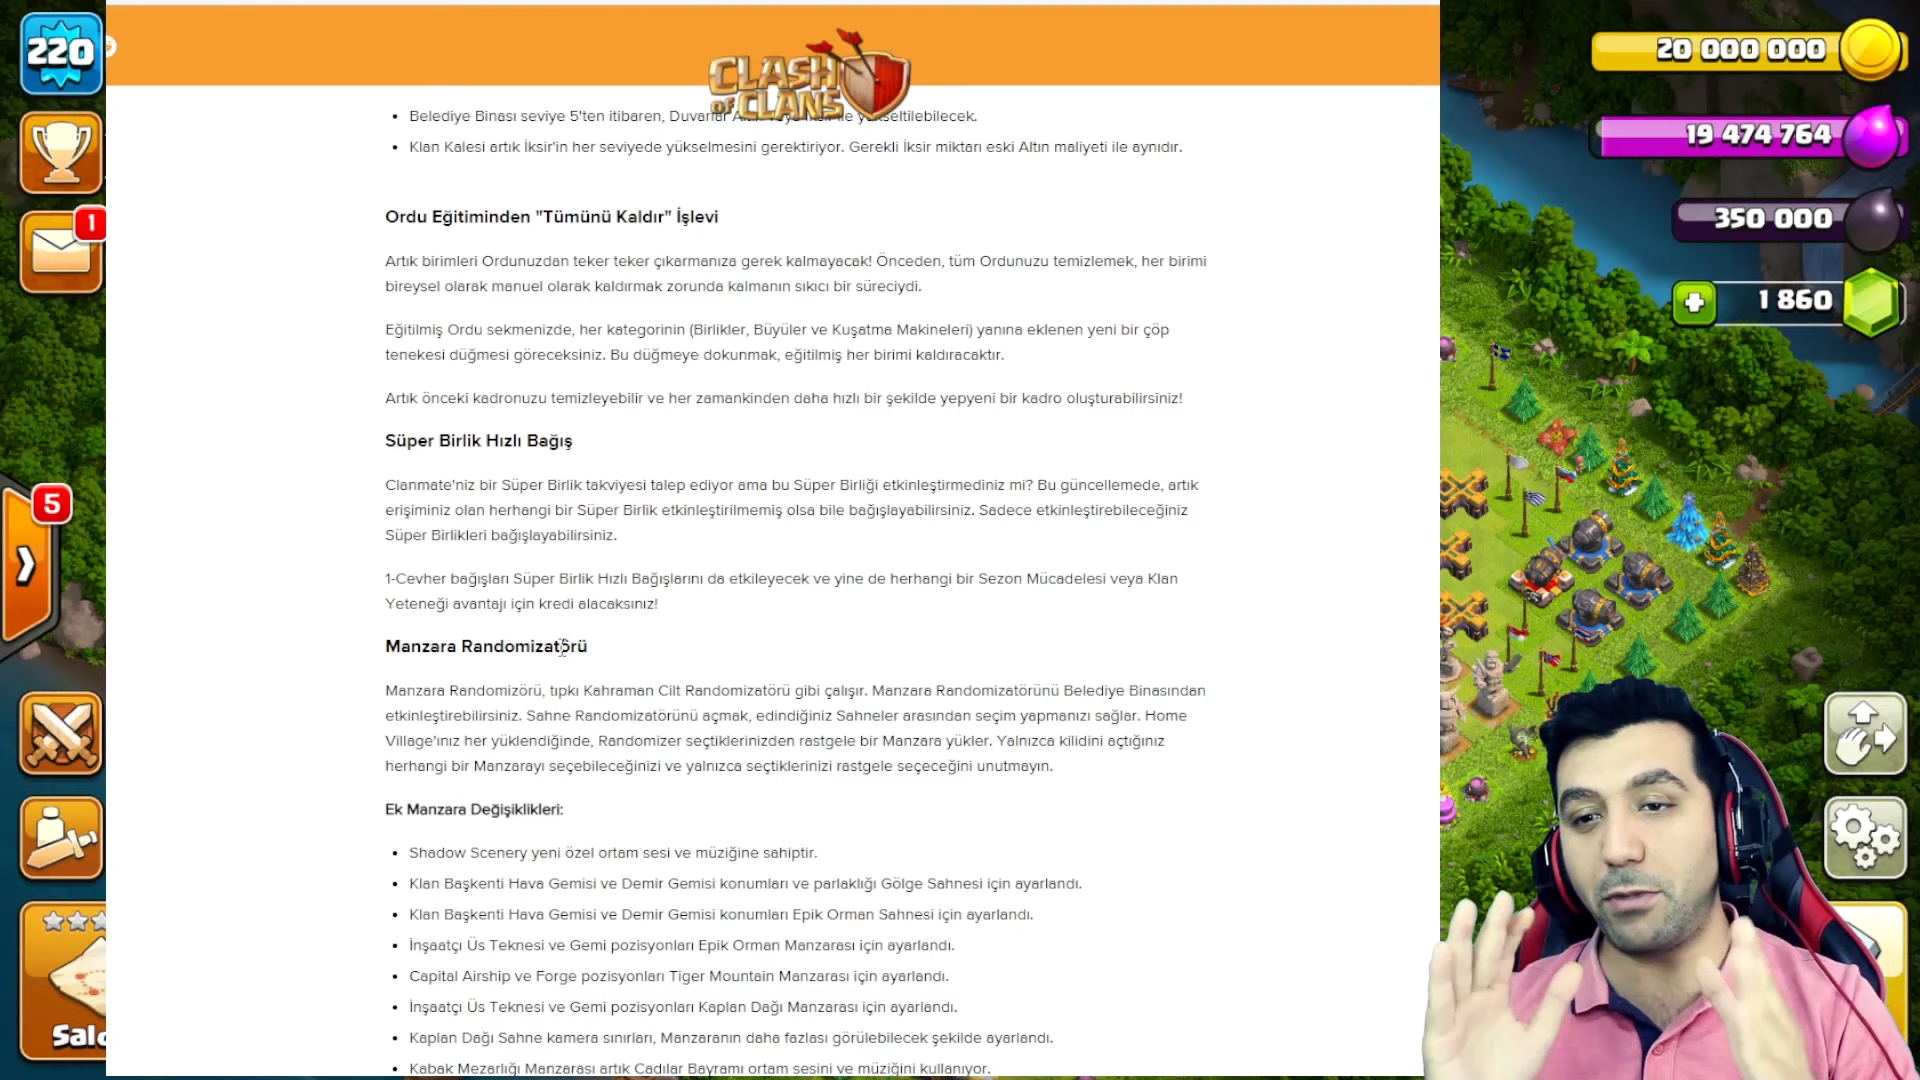 220
20 000 000
CLASH
OF CLANS
Belediye Binası seviye 5'ten itibaren, Duvarlar yükseltilebilecek.
19 474 764
Klan Kalesi artık İksir'in her seviyede yükselmesini gerektiriyor. Gerekli İksir miktarı eski Altın maliyeti ile aynıdır.
1
Ordu Eğitiminden "Tümünü Kaldır" İşlevi
350 000
Artık birimleri Ordunuzdan teker teker çıkarmanıza gerek kalmayacak! Önceden, tüm Ordunuzu temizlemek, her birimi
bireysel olarak manuel olarak kaldırmak zorunda kalmanın sıkıcı bir süreciydi.
1 860
Eğitilmiş Ordu sekmenizde, her kategorinin (Birlikler, Büyüler ve Kuşatma Makineleri) yanına eklenen yeni bir çöp
tenekesi düğmesi göreceksiniz. Bu düğmeye dokunmak, eğitilmiş her birimi kaldıracaktır.
Artık önceki kadronuzu temizleyebilir ve her zamankinden daha hızlı bir şekilde yepyeni bir kadro oluşturabilirsiniz!
Süper Birlik Hızlı Bağış
Clanmate'niz bir Süper Birlik takviyesi talep ediyor ama bu Süper Birliği etkinleştirmediniz mi? Bu güncellemede, artık
5
erişiminiz olan herhangi bir Süper Birlik etkinleştirilmemiş olsa bile bağışlayabilirsiniz. Sadece etkinleştirebileceğiniz
Süper Birlikleri bağışlayabilirsiniz.
1-Cevher bağışları Süper Birlik Hızlı Bağışlarını da etkileyecek ve yine de herhangi bir Sezon Mücadelesi veya Klan
Yeteneği avantajı için kredi alacaksınız!
Manzara Randomizatörü
Manzara Randomizörü, tıpkı Kahraman Cilt Randomizatörü gibi çalışır. Manzara Randomizatörünü Belediye Binasından
etkinleştirebilirsiniz. Sahne Randomizatörünü açmak, edindiğiniz Sahneler arasından seçim yapmanızı sağlar. Home
Village'ınız her yüklendiğinde, Randomizer seçtiklerinizden rastgele bir Manzara yükler. Yalnızca kilidini açtığınız
herhangi bir Manzarayı seçebileceğinizi ve yalnızca seçtiklerinizi rastgele seçeceğini unutmayın.
Ek Manzara Değişiklikleri:
Shadow Scenery yeni özel ortam sesi ve müziğine sahiptir.
Klan Başkenti Hava Gemisi ve Demir Gemisi konumları ve parlaklığı Gölge Sahnesi için ayarlandı.
Klan Başkenti Hava Gemisi ve Demir Gemisi konumları Epik Orman Sahnesi için ayarlandı.
İnşaatçı Üs Teknesi ve Gemi pozisyonları Epik Orman Manzarası için ayarlandı.
Capital Airship ve Forge pozisyonları Tiger Mountain Manzarası için ayarlandı.
İnşaatçı Üs Teknesi ve Gemi pozisyonları Kaplan Dağı Manzarası için ayarlandı.
Kaplan Dağı Sahne kamera sınırları, Manzaranın daha fazlası görülebilecek şekilde ayarlandı.
Kabak Mezarlığı Manzarası artık Cadılar Bayramı ortam sesini ve müziğini kullanıyor.